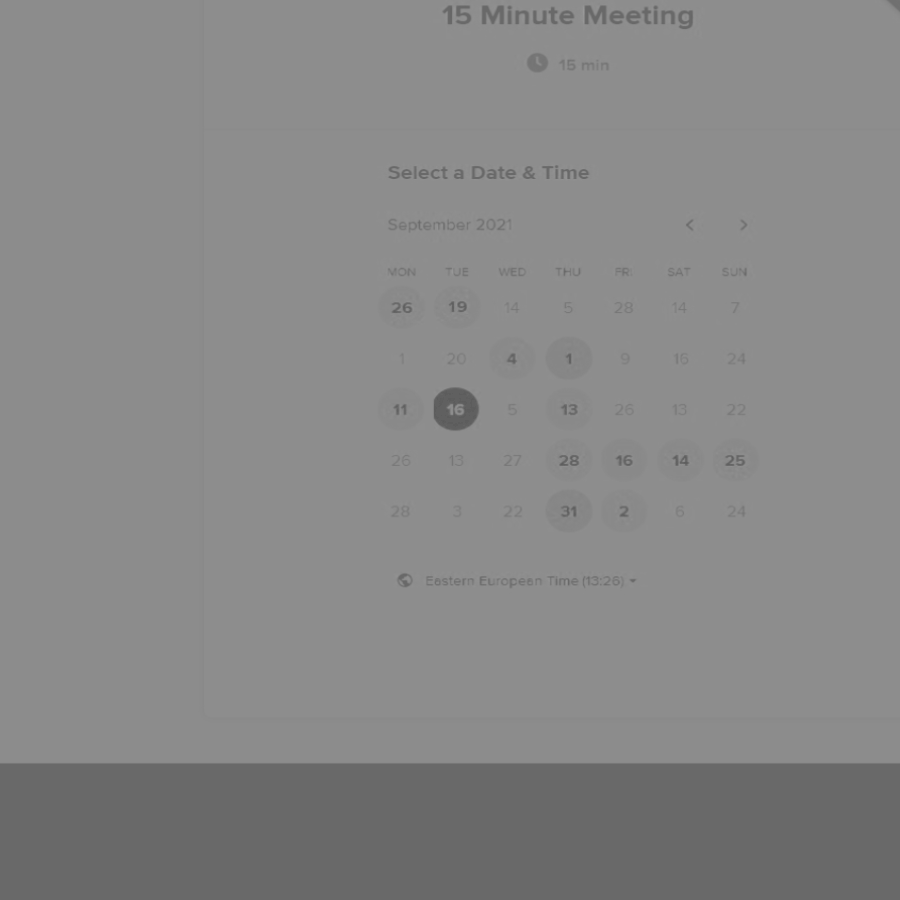 15 Minute Meeting
15 min
Select a Date & Time
September 2021
MON TUE WED THU FRI SAT SUN
26 19 14 5 28 14 7
1 20 4 1 9 16 24
11 16 5 13 26 13 22
26 13 27 28 16 14 25
28 3 22 31 2 6 24
Eastern European Time (13:26)